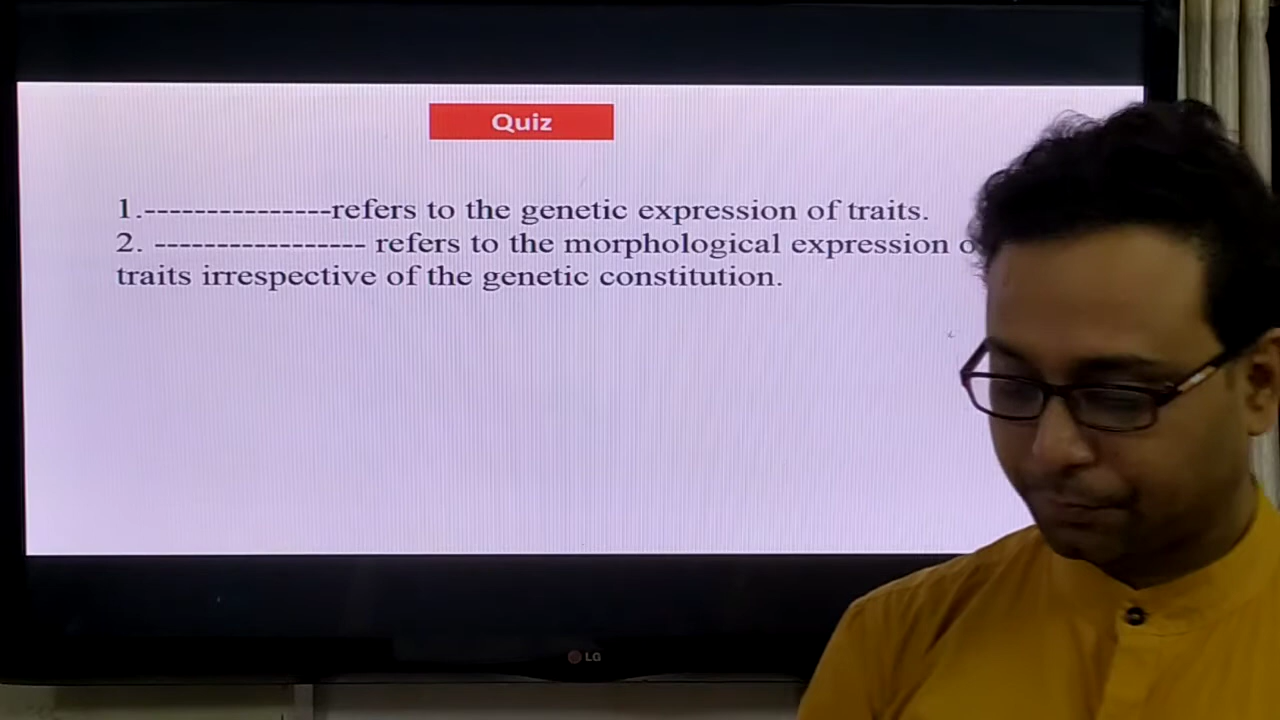 Quiz
1.---------------refers to the genetic expression of traits.
2. ----------------- refers to the morphological expression
traits irrespective of the genetic constitution.
LG